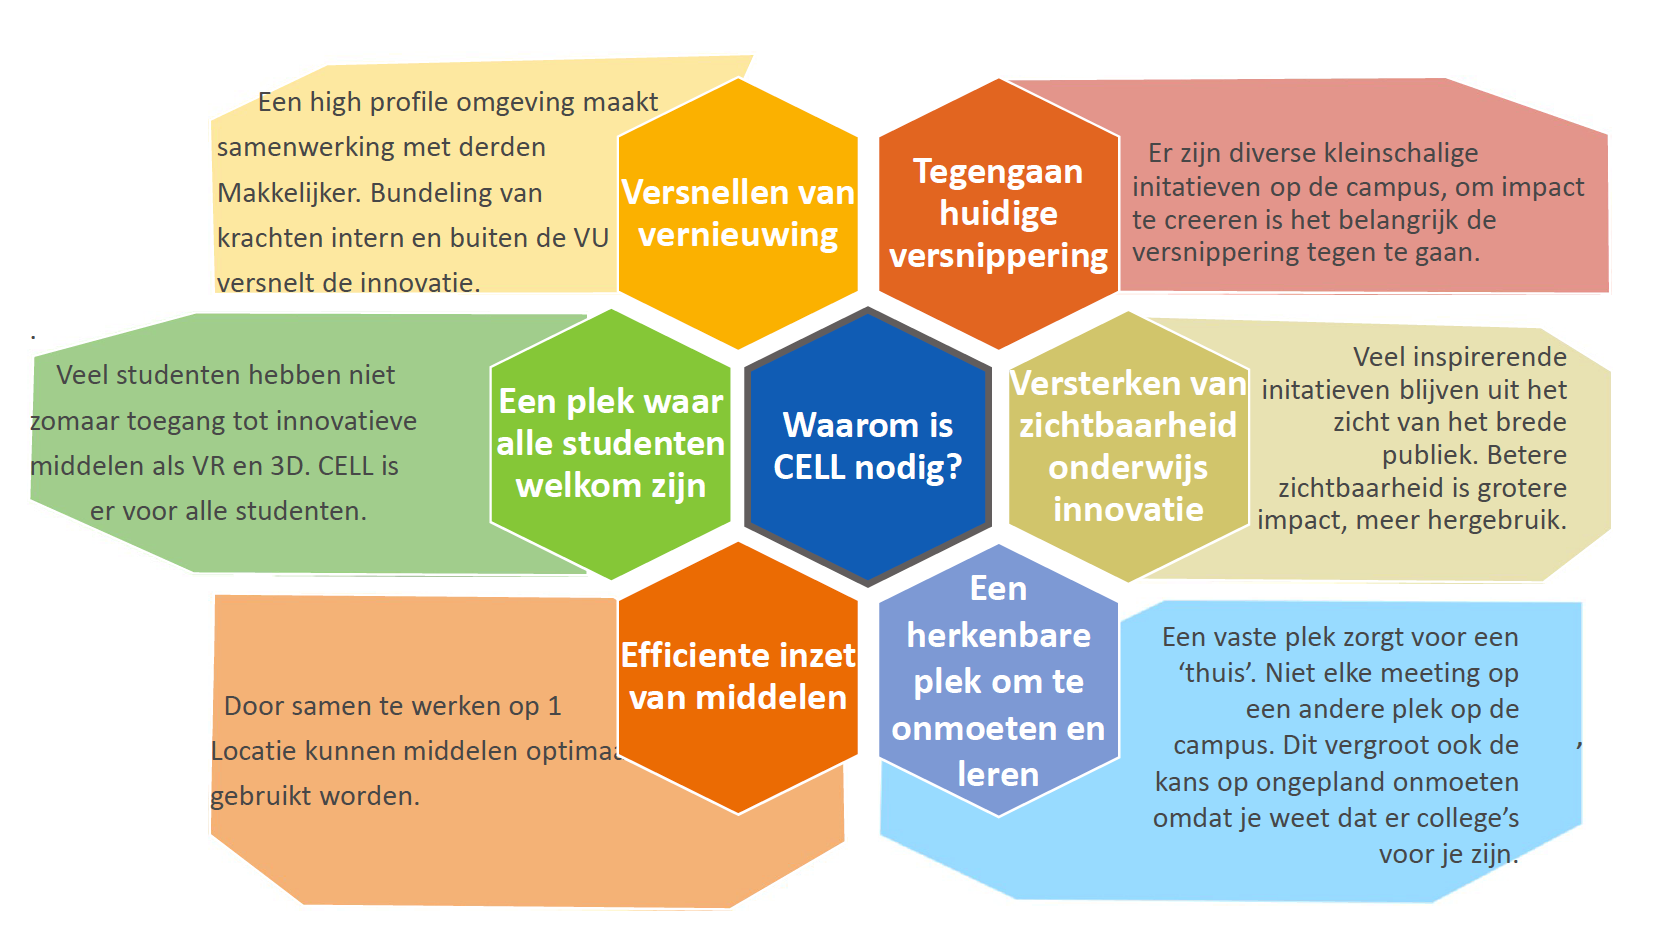 Een high profile omgeving maakt
samenwerking met derden
Makkelijker. Bundeling van
krachten intern en buiten de VU
versnelt de innovatie.
Versnellen van
vernieuwing
Tegengaan
huidige
versnippering
Er zijn diverse kleinschalige
initatieven op de campus, om impact
te creeren is het belangrijk de
versnippering tegen te gaan.
.
Veel studenten hebben niet
zomaar toegang tot innovatieve
middelen als VR en 3D. CELL is
er voor alle studenten.
Een plek waar
alle studenten
welkom zijn
Waarom is
CELL nodig?
Versterken van
zichtbaarheid
onderwijs
innovatie
Veel inspirerende
initatieven blijven uit het
zicht van het brede
publiek. Betere
zichtbaarheid is grotere
impact, meer hergebruik.
Door samen te werken op 1
Locatie kunnen middelen optimaa
gebruikt worden.
Efficiente inzet
van middelen
Een
herkenbare
plek om te
onmoeten en
leren
Een vaste plek zorgt voor een
‘thuis’. Niet elke meeting op
een andere plek op de
campus. Dit vergroot ook de
kans op ongepland onmoeten
omdat je weet dat er college’s
voor je zijn.
,